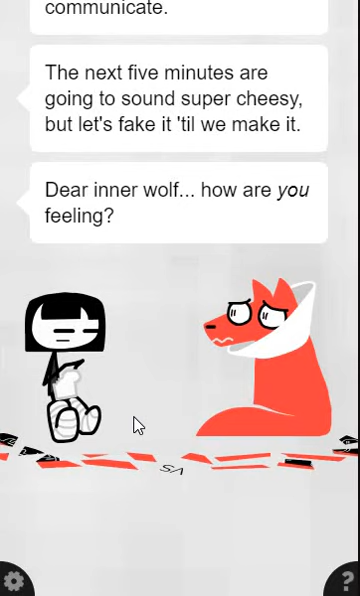 communicate.
The next five minutes are
going to sound super cheesy,
but let's fake it 'til we make it.
Dear inner wolf... how are you
feeling?
?